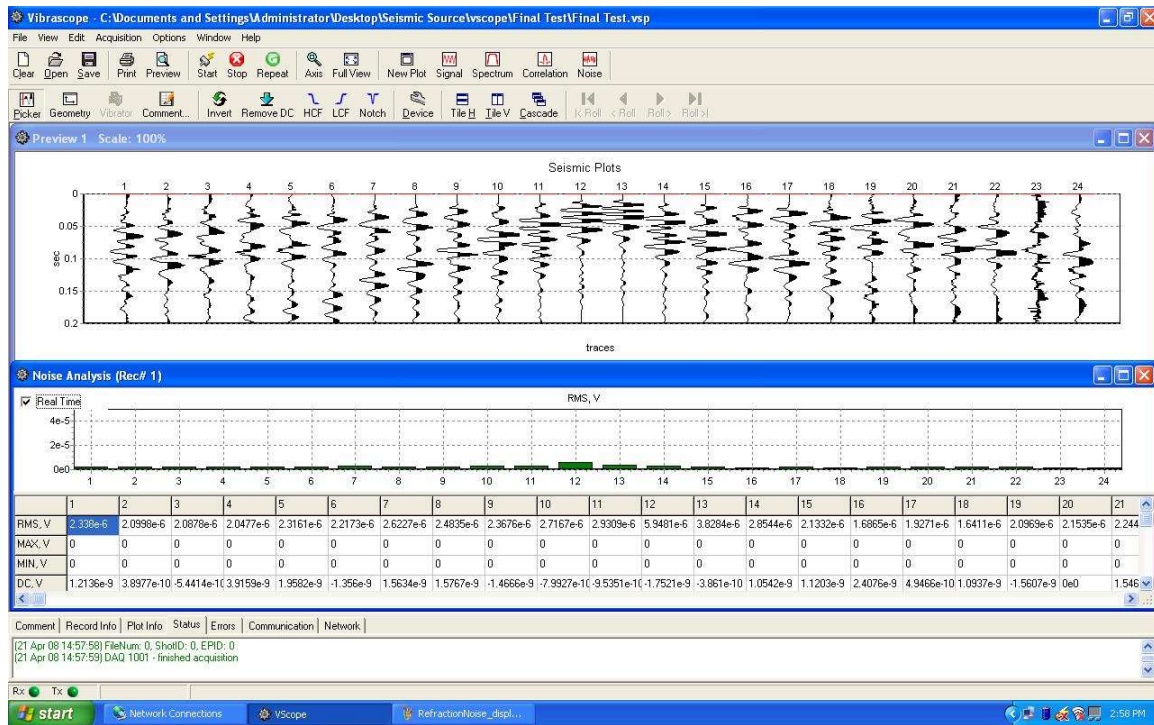 Vibrascope - C:\Documents and Settings\Administrator\Desktop\Seismic Source\vscope\Final Test\Final Test.vsp
File View Edit Acquisition Options Window Help
Clear Open Save Print Preview Start Stop Repeat Axis Full View New Plot Signal Spectrum Correlation Noise
Picker Geometry Vibrator Comment... Invert Remove DC HCF LCF Notch Device Tile H Tile V Cascade |< Roll < Roll Roll > Roll >|
Preview 1 Scale: 100%
Seismic Plots
1 2 3 4 5 6 7 8 9 10 11 12 13 14 15 16 17 18 19 20 21 22 23 24
0
0.05
0.1
0.15
0.2
sec
traces
Noise Analysis (Rec# 1)
Real Time
RMS, V
4e-5
2e-5
0e0
1 2 3 4 5 6 7 8 9 10 11 12 13 14 15 16 17 18 19 20 21 22 23 24
1 2 3 4 5 6 7 8 9 10 11 12 13 14 15 16 17 18 19 20 21
RMS, V 2.338e-6 2.0998e-6 2.0878e-6 2.0477e-6 2.3161e-6 2.2173e-6 2.6227e-6 2.4835e-6 2.3676e-6 2.7167e-6 2.9309e-6 5.9481e-6 3.8284e-6 2.8544e-6 2.1332e-6 1.6865e-6 1.9271e-6 1.6411e-6 2.0969e-6 2.1535e-6 2.244
MAX, V 0 0 0 0 0 0 0 0 0 0 0 0 0 0 0 0 0 0 0 0 0
MIN, V 0 0 0 0 0 0 0 0 0 0 0 0 0 0 0 0 0 0 0 0 0
DC, V 1.2136e-9 3.8977e-10 -5.4414e-10 3.9159e-9 1.9582e-9 -1.356e-9 1.5634e-9 1.5767e-9 -1.4666e-9 -7.9927e-10 -9.5351e-10 -1.7521e-9 -3.861e-10 1.0542e-9 1.1203e-9 2.4076e-9 4.9466e-10 1.0937e-9 -1.5607e-9 0e0 1.546
Comment Record Info Plot Info Status Errors Communication Network
(21 Apr 08 14:57:58) FileNum: 0, ShotID: 0, EPID: 0
(21 Apr 08 14:57:59) DAQ 1001 - finished acquisition
Rx Tx
start Network Connections VScope RefractionNoise_displ... 2:58 PM